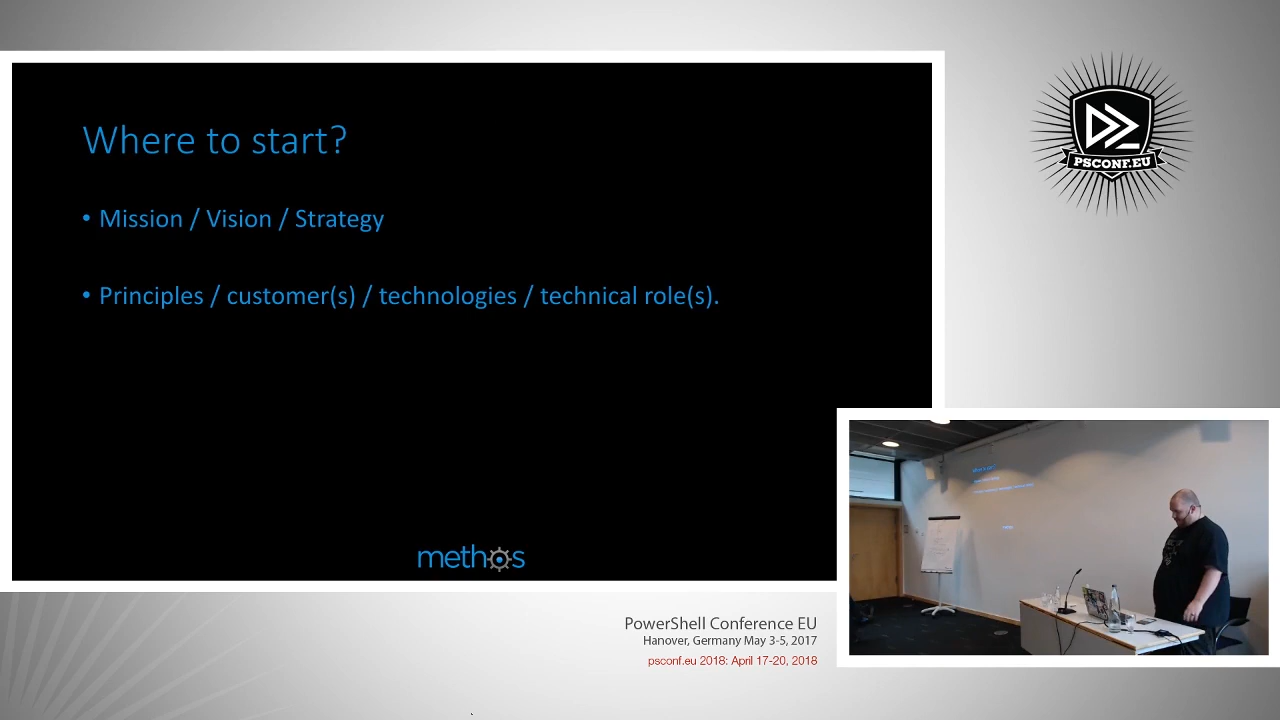 Where to start?
• Mission / Vision / Strategy
• Principles / customer(s) / technologies / technical role(s).
methos
PSCONF.EU
PowerShell Conference EU
Hanover, Germany May 3-5, 2017
psconf.eu 2018: April 17-20, 2018